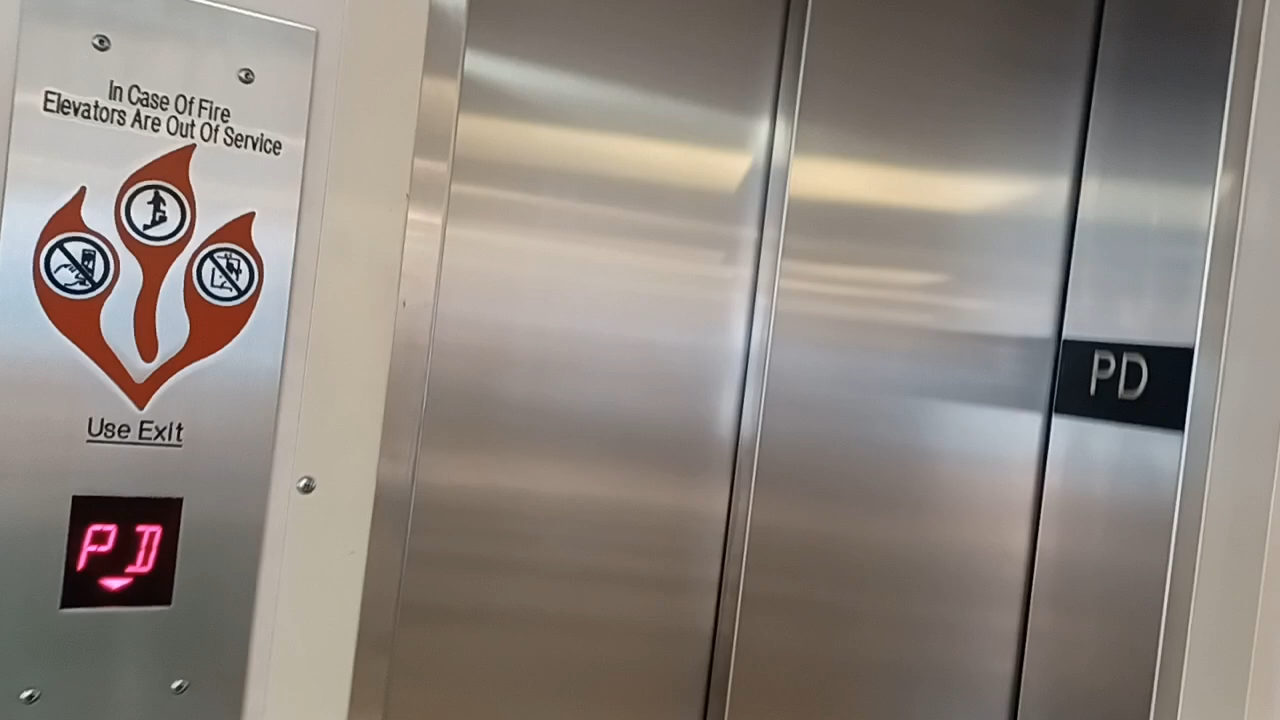 In Case Of Fire
Elevators Are Out Of Service
Use Exit
PD
PD